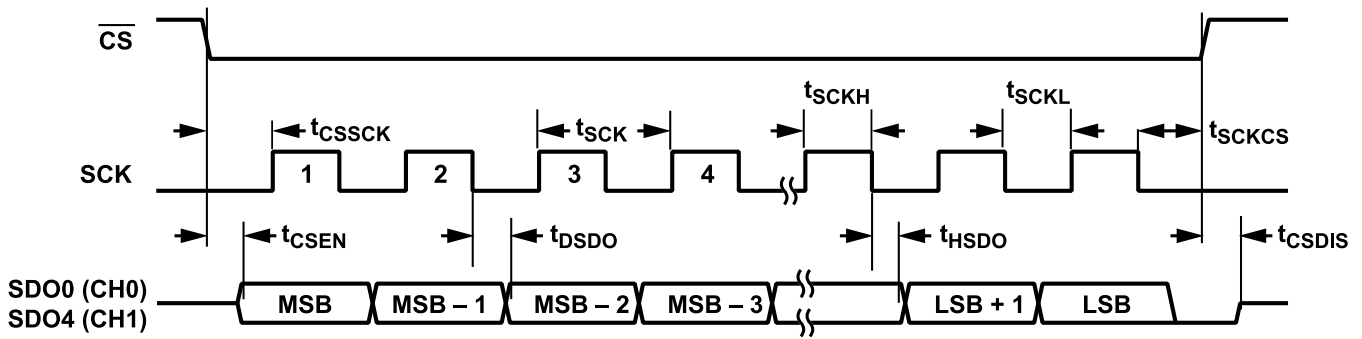 CS
tSCKH tSCKL
tCSSCK tSCK tSCKCS
SCK 1 2 3 4
tCSEN tDSDO tHSDO tCSDIS
SDO0 (CH0)
SDO4 (CH1)
MSB MSB – 1 MSB – 2 MSB – 3 LSB + 1 LSB